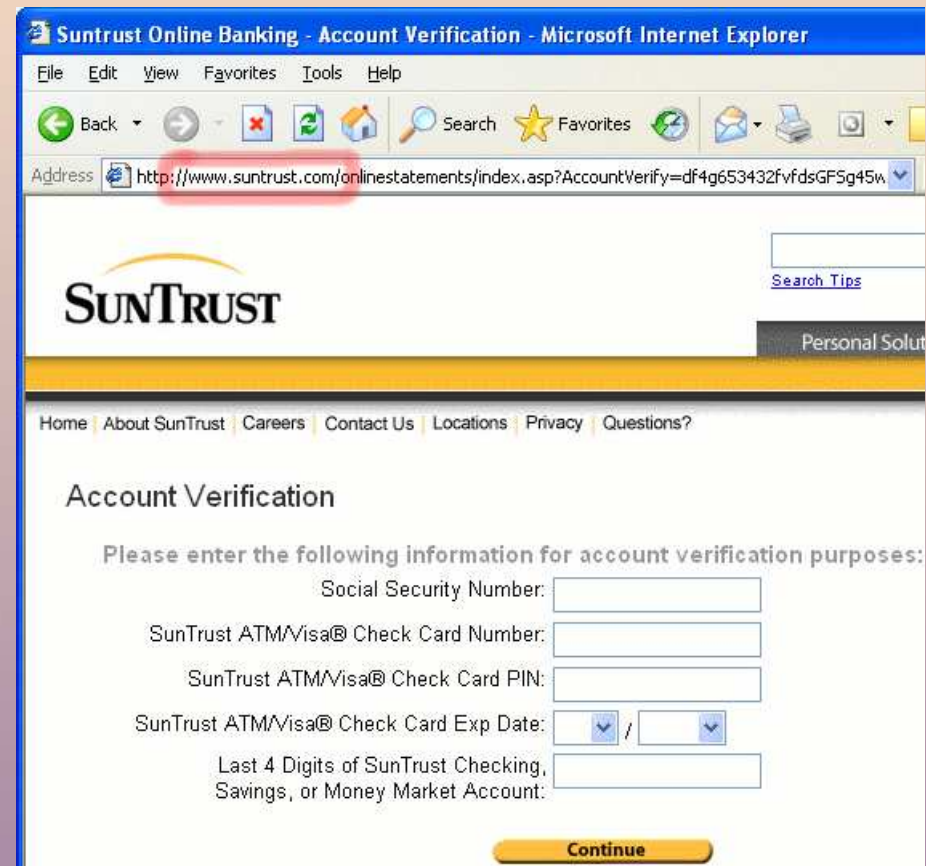 Suntrust Online Banking - Account Verification - Microsoft Internet Explorer
File Edit View Favorites Tools Help
Back Search Favorites
Address http://www.suntrust.com/onlinestatements/index.asp?AccountVerify=df4g653432fvfdsGFSg45w
SUNTRUST
Search Tips
Personal Solut
Home About SunTrust Careers Contact Us Locations Privacy Questions?
Account Verification
Please enter the following information for account verification purposes:
Social Security Number:
SunTrust ATM/Visa® Check Card Number:
SunTrust ATM/Visa® Check Card PIN:
SunTrust ATM/Visa® Check Card Exp Date: /
Last 4 Digits of SunTrust Checking,
Savings, or Money Market Account:
Continue